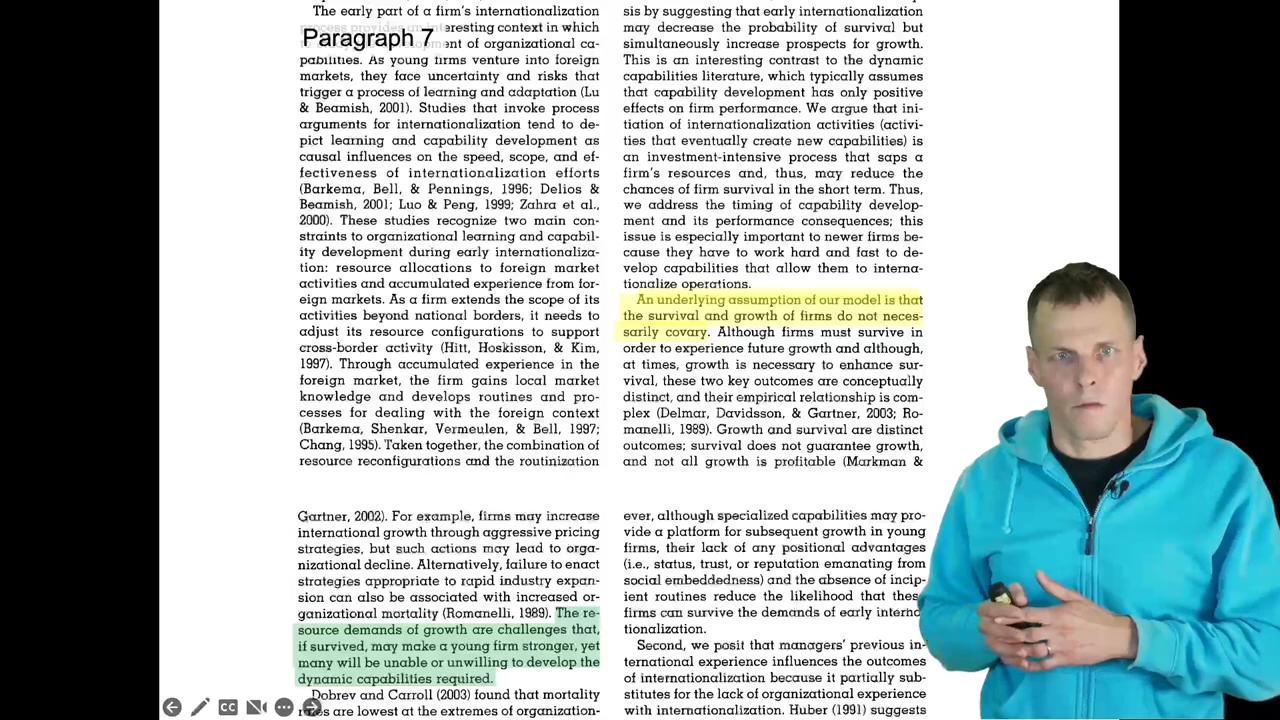 The early part of a firm's internationalization
esting context in which
Paragraph 7
nt of organizational ca-
pabilities. As young firms venture into foreign
markets, they face uncertainty and risks that
trigger a process of learning and adaptation (Lu
& Beamish, 2001). Studies that invoke process
arguments for internationalization tend to de-
pict learning and capability development as
causal influences on the speed, scope, and ef-
fectiveness of internationalization efforts
(Barkema, Bell, & Pennings, 1996; Delios &
Beamish, 2001; Luo & Peng, 1999; Zahra et al.,
2000). These studies recognize two main con-
straints to organizational learning and capabil-
ity development during early internationaliza-
tion: resource allocations to foreign market
activities and accumulated experience from for-
eign markets. As a firm extends the scope of its
activities beyond national borders, it needs to
adjust its resource configurations to support
cross-border activity (Hitt, Hoskisson, & Kim,
1997). Through accumulated experience in the
foreign market, the firm gains local market
knowledge and develops routines and pro-
cesses for dealing with the foreign context
(Barkema, Shenkar, Vermeulen, & Bell, 1997;
Chang, 1995). Taken together, the combination of
resource reconfigurations and the routinization
sis by suggesting that early internationalization
may decrease the probability of survival but
simultaneously increase prospects for growth.
This is an interesting contrast to the dynamic
capabilities literature, which typically assumes
that capability development has only positive
effects on firm performance. We argue that ini-
tiation of internationalization activities (activi-
ties that eventually create new capabilities) is
an investment-intensive process that saps a
firm's resources and, thus, may reduce the
chances of firm survival in the short term. Thus,
we address the timing of capability develop-
ment and its performance consequences; this
issue is especially important to newer firms be-
cause they have to work hard and fast to de-
velop capabilities that allow them to interna-
tionalize operations.
An underlying assumption of our model is that
the survival and growth of firms do not neces-
sarily covary. Although firms must survive in
order to experience future growth and although,
at times, growth is necessary to enhance sur-
vival, these two key outcomes are conceptually
distinct, and their empirical relationship is com-
plex (Delmar, Davidsson, & Gartner, 2003; Ro-
manelli, 1989). Growth and survival are distinct
outcomes; survival does not guarantee growth,
and not all growth is profitable (Markman &
Gartner, 2002). For example, firms may increase
international growth through aggressive pricing
strategies, but such actions may lead to orga-
nizational decline. Alternatively, failure to enact
strategies appropriate to rapid industry expan-
sion can also be associated with increased or-
ganizational mortality (Romanelli, 1989). The re-
source demands of growth are challenges that,
if survived, may make a young firm stronger, yet
many will be unable or unwilling to develop the
dynamic capabilities required.
Dobrev and Carroll (2003) found that mortality
are lowest at the extremes of organization-
CC
ever, although specialized capabilities may pro-
vide a platform for subsequent growth in young
firms, their lack of any positional advantages
(i.e., status, trust, or reputation emanating from
social embeddedness) and the absence of incip-
ient routines reduce the likelihood that these
firms can survive the demands of early interna
tionalization.
Second, we posit that managers' previous in-
ternational experience influences the outcomes
of internationalization because it partially sub-
stitutes for the lack of organizational experience
with internationalization. Huber (1991) suggests